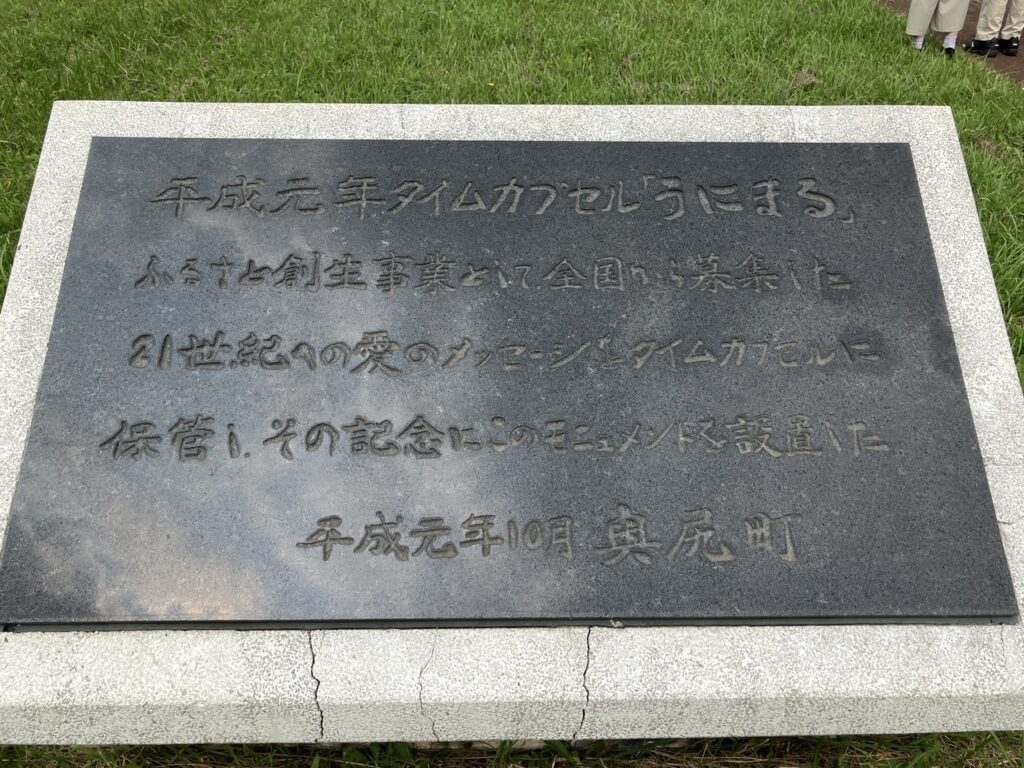 平成元年タイムカプセル「うにまる」
ふるさと創生事業として、全国から募集した
21世紀への愛のメッセージをタイムカプセルに
保管し、その記念にこのモニュメントを設置した。
平成元年10月 奥尻町